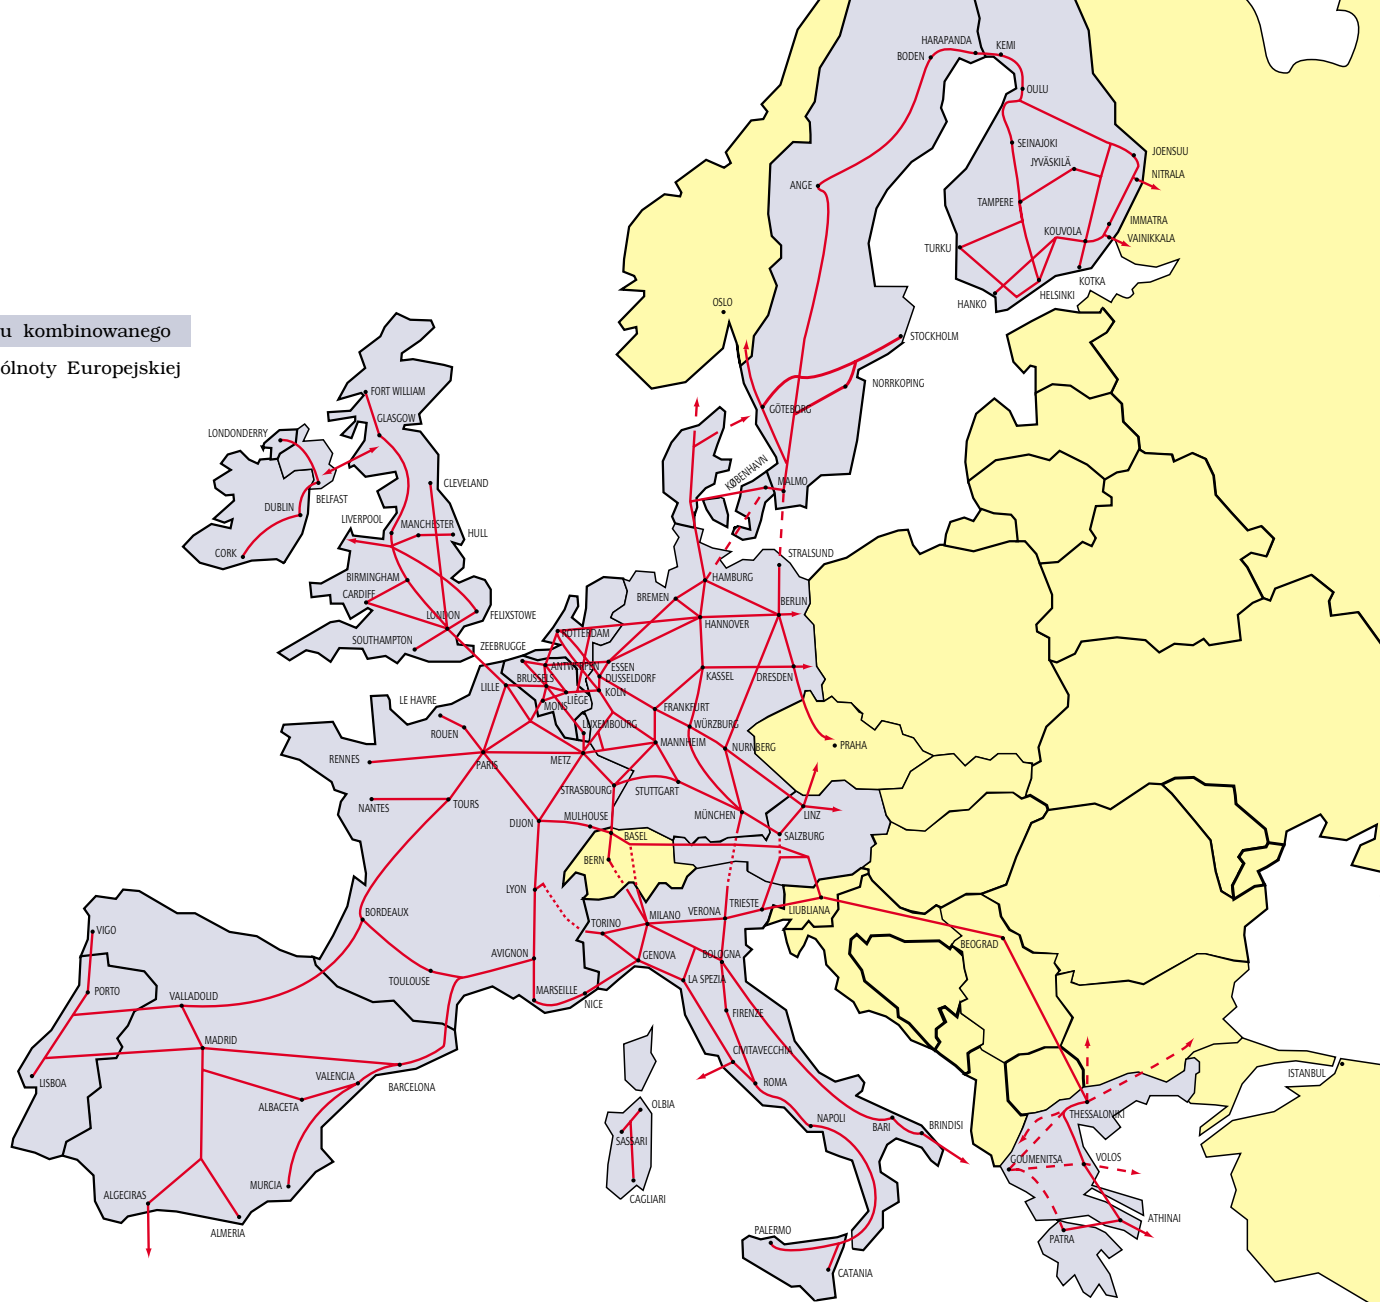 HARAPANDA
KEMI
BODEN
OULU
SEINAJOKI
JOENSUU
JYVÄSKILÄ
NITRALA
ANGE
TAMPERE
IMMATRA
KOUVOLA
VAINIKKALA
TURKU
KOTKA
HELSINKI
HANKO
OSLO
u kombinowanego
STOCKHOLM
ólnoty Europejskiej
NORRKOPING
FORT WILLIAM
GÖTEBORG
GLASGOW
LONDONDERRY
KØBENHAVN
MALMO
CLEVELAND
BELFAST
DUBLIN
LIVERPOOL
MANCHESTER
HULL
CORK
STRALSUND
BIRMINGHAM
HAMBURG
CARDIFF
BREMEN
BERLIN
LONDON
FELIXSTOWE
HANNOVER
ROTTERDAM
SOUTHAMPTON
ZEEBRUGGE
ANTWERPEN
ESSEN
BRUSSELS
DUSSELDORF
KASSEL
DRESDEN
LILLE
KÖLN
LIÈGE
LE HAVRE
MONS
FRANKFURT
LUXEMBOURG
WÜRZBURG
ROUEN
MANNHEIM
NURNBERG
PRAHA
RENNES
METZ
PARIS
STRASBOURG
STUTTGART
NANTES
TOURS
MÜNCHEN
LINZ
DIJON
MULHOUSE
BASEL
SALZBURG
BERN
LYON
TRIESTE
LIUBLIANA
BORDEAUX
TORINO
MILANO
VERONA
VIGO
BEOGRAD
AVIGNON
GENOVA
BOLOGNA
TOULOUSE
LA SPEZIA
PORTO
VALLADOLID
MARSEILLE
NICE
FIRENZE
MADRID
CIVITAVECCHIA
LISBOA
VALENCIA
BARCELONA
ROMA
ISTANBUL
ALBACETA
OLBIA
NAPOLI
THESSALONIKI
BARI
BRINDISI
SASSARI
GOUMENITSA
VOLOS
MURCIA
ALGECIRAS
CAGLIARI
ATHINAI
ALMERIA
PALERMO
PATRA
CATANIA